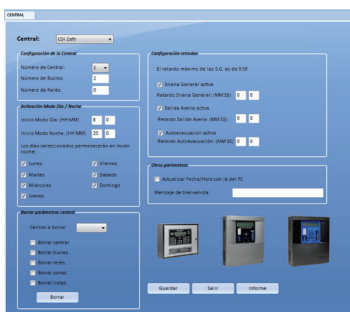 CENTRAL
Central: CDI Zafir
Configuración de la Central
Número de Central: 1
Número de Bucles: 2
Número de Relés: 0
Activación Modo Día / Noche
Inicio Modo Día: (HH:MM) 8 0
Inicio Modo Noche: (HH:MM) 20 0
Los días seleccionados permanecerán en modo
noche:
Lunes Viernes
Martes Sábado
Miercoles Domingo
Jueves
Borrar parámetros central
Central a borrar
Borrar central
Borrar bucles
Borrar relés
Borrar zonas
Borrar
Configuración retardos
El retardo máximo de las S.G. es de 9:00
Sirena General activa
Retardo Sirena General: (MM:SS) 0 0
Salida Avería activa
Retardo Salida Avería: (MM:SS) 0 0
Autoevacuación activa
Retardo Autoevacuación: (MM:SS) 0 0
Otros parámetros
Actualizar Fecha/Hora con la del PC
Mensaje de bienvenida:
Guardar Salir Informe